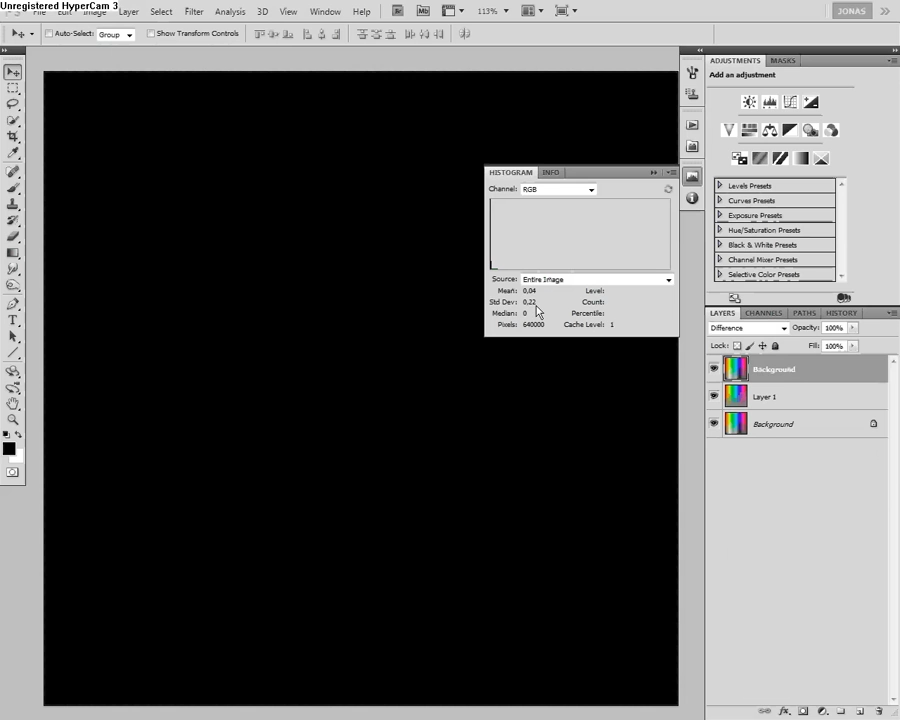 Unregistered HyperCam 3
File Edit Image Layer Select Filter Analysis 3D View Window Help Br Mb 113% JONAS
Auto-Select: Group Show Transform Controls
ADJUSTMENTS MASKS
Add an adjustment
HISTOGRAM INFO
Channel: RGB
Source: Entire Image
Mean: 0,04 Level:
Std Dev: 0,22 Count:
Median: 0 Percentile:
Pixels: 640000 Cache Level: 1
Levels Presets
Curves Presets
Exposure Presets
Hue/Saturation Presets
Black & White Presets
Channel Mixer Presets
Selective Color Presets
LAYERS CHANNELS PATHS HISTORY
Difference Opacity: 100%
Lock: Fill: 100%
Background
Layer 1
Background